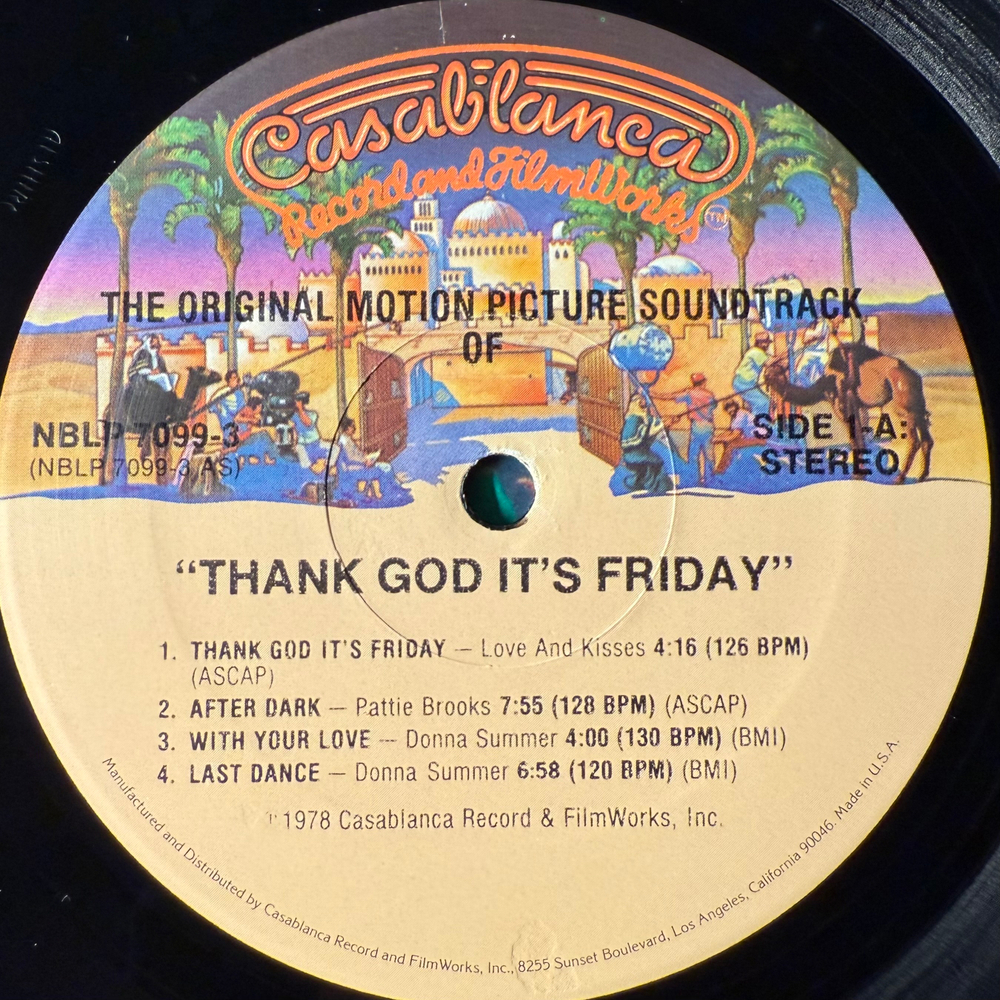 Casablanca
Record and FilmWorks
TM
THE ORIGINAL MOTION PICTURE SOUNDTRACK
OF
NBLP 7099-3
(NBLP 7099-3 AS)
SIDE 1-A:
STEREO
“THANK GOD IT’S FRIDAY”
1. THANK GOD IT’S FRIDAY — Love And Kisses 4:16 (126 BPM)
(ASCAP)
2. AFTER DARK — Pattie Brooks 7:55 (128 BPM) (ASCAP)
3. WITH YOUR LOVE — Donna Summer 4:00 (130 BPM) (BMI)
4. LAST DANCE — Donna Summer 6:58 (120 BPM) (BMI)
1978 Casablanca Record & FilmWorks, Inc.
Manufactured and Distributed by Casablanca Record and FilmWorks, Inc., 8255 Sunset Boulevard, Los Angeles, California 90046. Made in U.S.A.